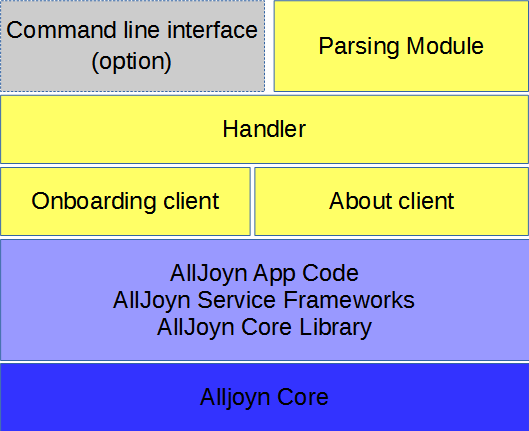 Command line interface
(option)
Parsing Module
Handler
Onboarding client
About client
AllJoyn App Code
AllJoyn Service Frameworks
AllJoyn Core Library
Alljoyn Core